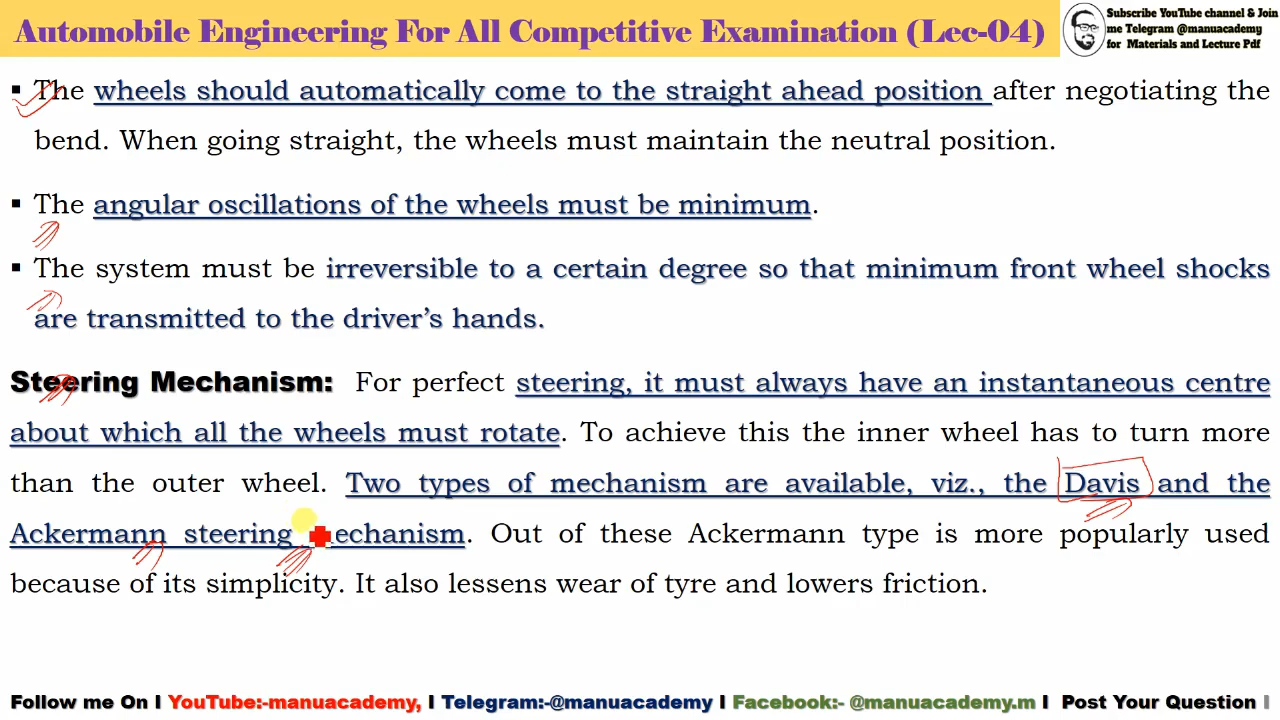 Automobile Engineering For All Competitive Examination (Lec-04)
Subscribe YouTube channel & Join
me Telegram @manuacademy
for Materials and Lecture Pdf
▪ The wheels should automatically come to the straight ahead position after negotiating the
bend. When going straight, the wheels must maintain the neutral position.
▪ The angular oscillations of the wheels must be minimum.
▪ The system must be irreversible to a certain degree so that minimum front wheel shocks
are transmitted to the driver's hands.
Steering Mechanism: For perfect steering, it must always have an instantaneous centre
about which all the wheels must rotate. To achieve this the inner wheel has to turn more
than the outer wheel. Two types of mechanism are available, viz., the Davis and the
Ackermann steering mechanism. Out of these Ackermann type is more popularly used
because of its simplicity. It also lessens wear of tyre and lowers friction.
Follow me On I YouTube:-manuacademy, I Telegram:-@manuacademy I Facebook:- @manuacademy.m I Post Your Question I